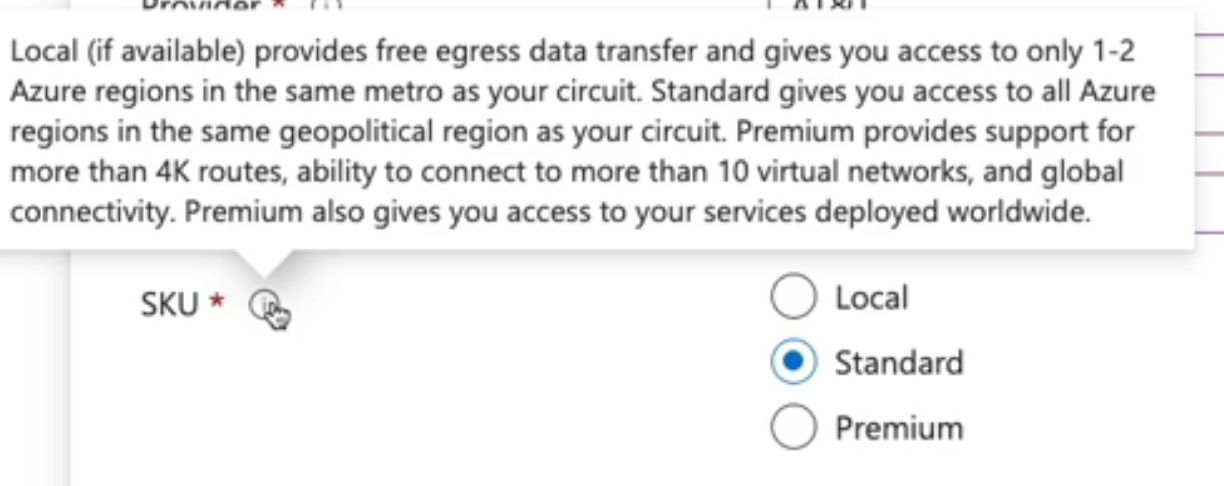 Provider *
AT&T
Local (if available) provides free egress data transfer and gives you access to only 1-2
Azure regions in the same metro as your circuit. Standard gives you access to all Azure
regions in the same geopolitical region as your circuit. Premium provides support for
more than 4K routes, ability to connect to more than 10 virtual networks, and global
connectivity. Premium also gives you access to your services deployed worldwide.
SKU *
Local
Standard
Premium